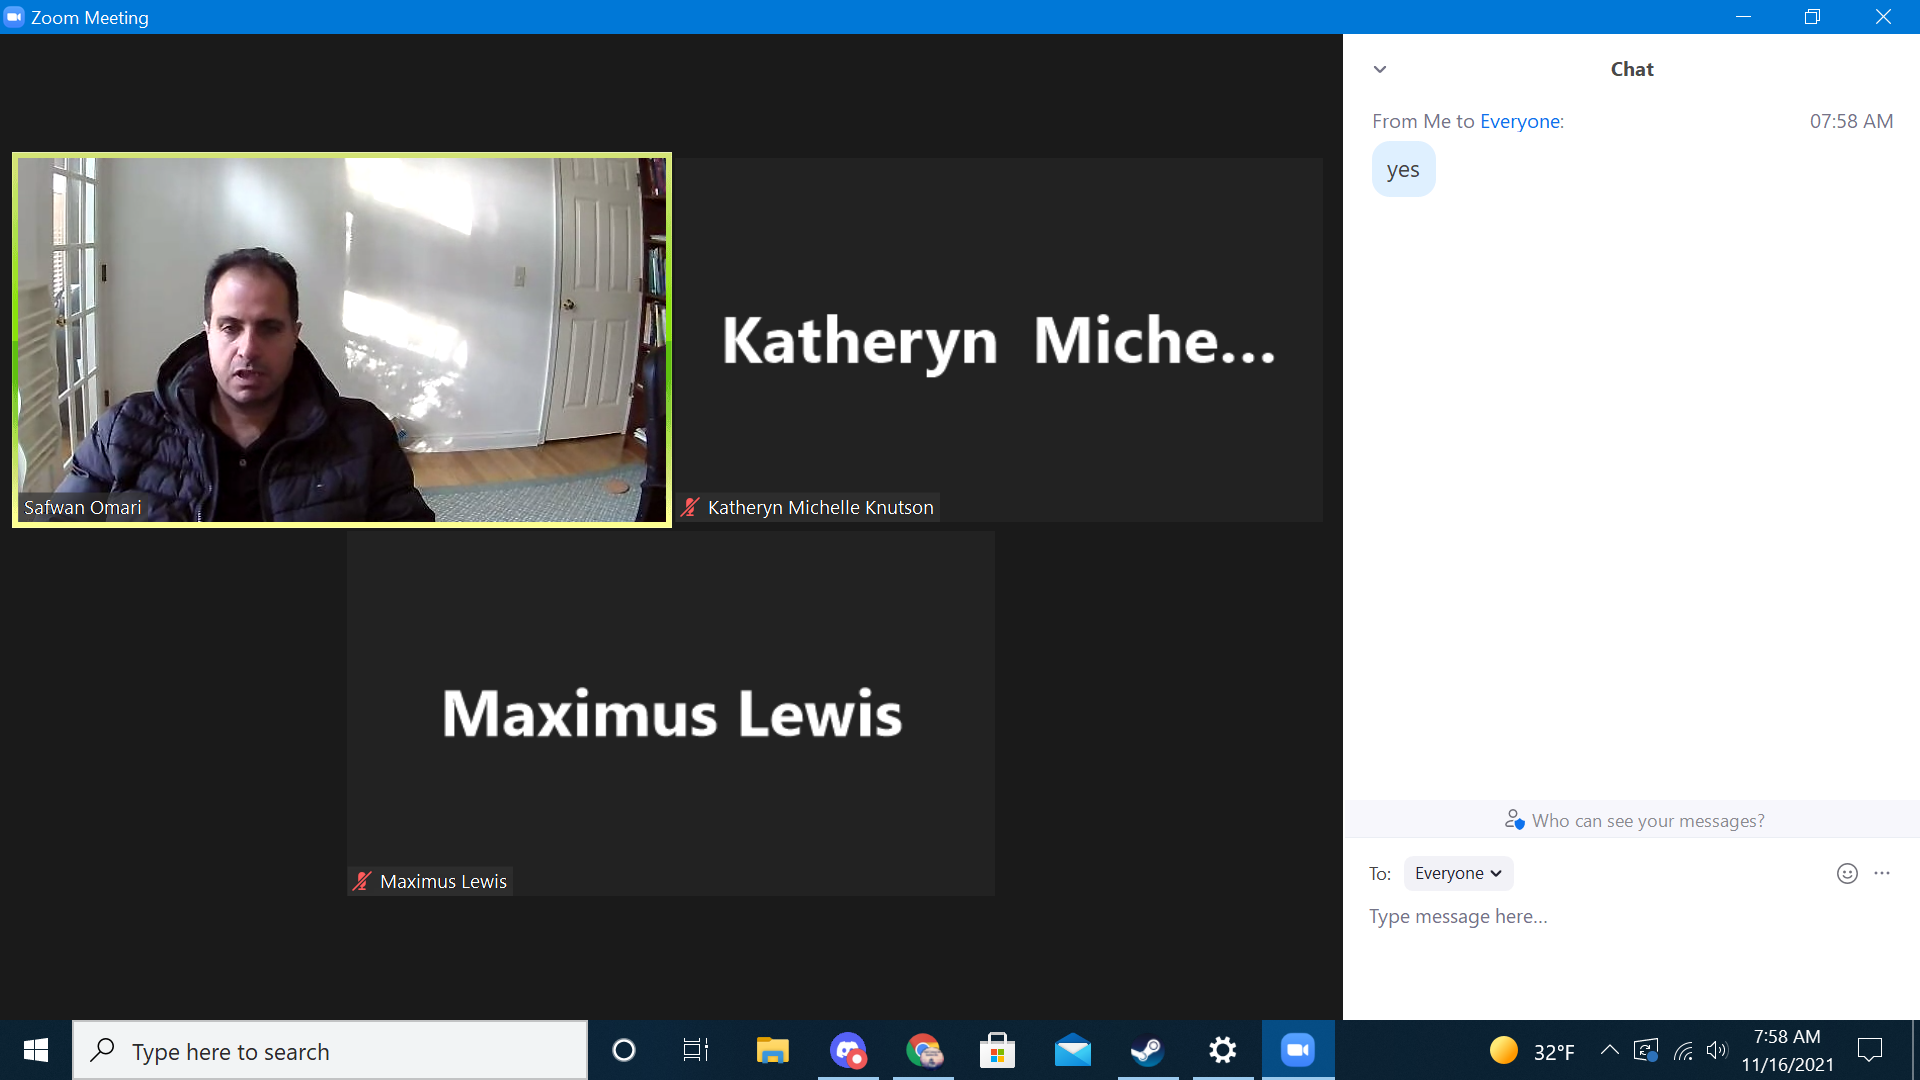 Zoom Meeting
Safwan Omari
Katheryn Miche...
Katheryn Michelle Knutson
Maximus Lewis
Maximus Lewis
Chat
From Me to Everyone:
07:58 AM
yes
Who can see your messages?
To: Everyone
Type message here...
Type here to search
32°F
7:58 AM
11/16/2021